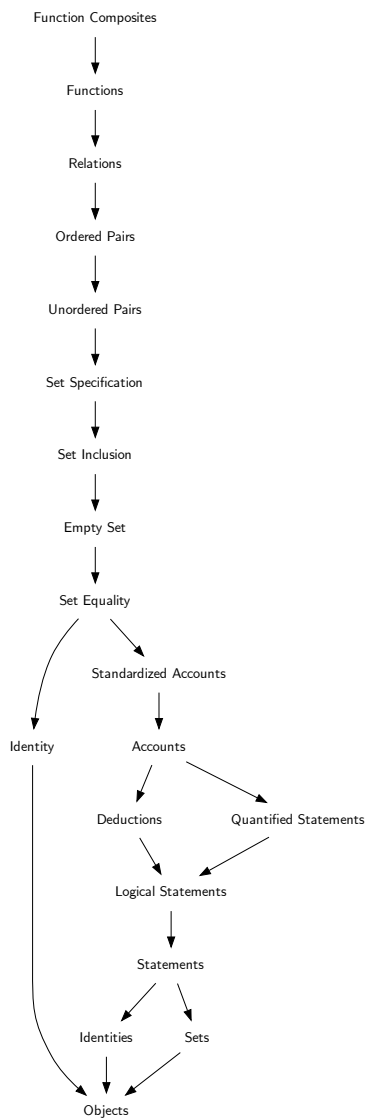 Function Composites
Functions
Relations
Ordered Pairs
Unordered Pairs
Set Specification
Set Inclusion
Empty Set
Set Equality
Standardized Accounts
Identity
Accounts
Deductions
Quantified Statements
Logical Statements
Statements
Identities
Sets
Objects